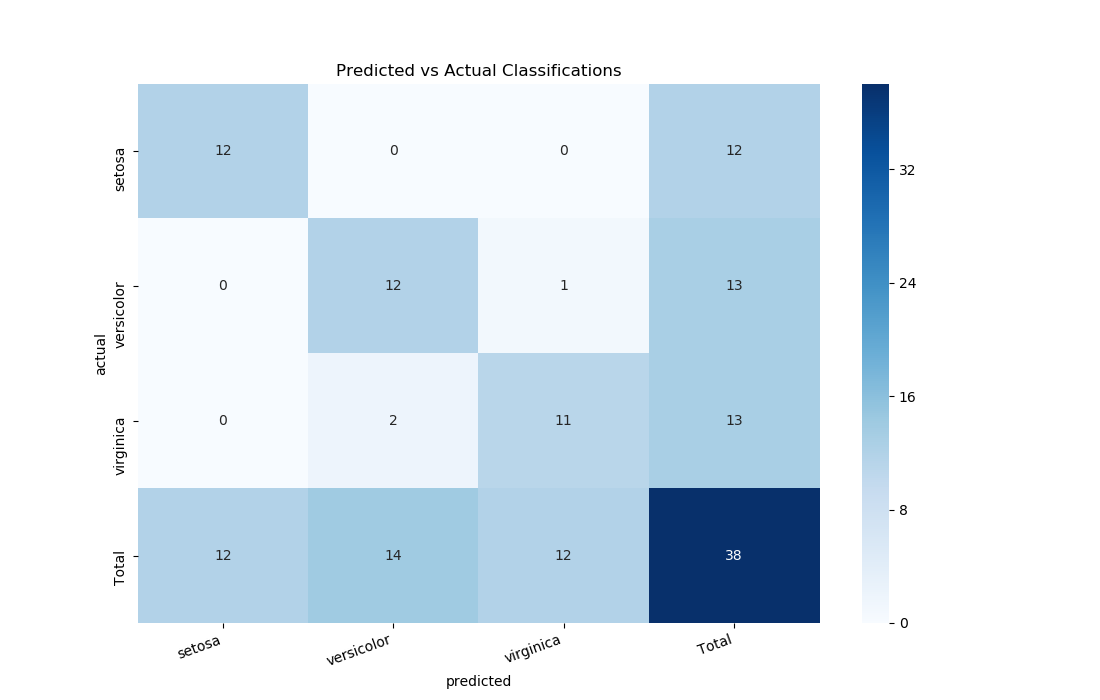 Predicted vs Actual Classifications
actual
setosa
12
0
0
12
versicolor
0
12
1
13
virginica
0
2
11
13
Total
12
14
12
38
setosa
versicolor
virginica
Total
predicted
32
24
16
8
0